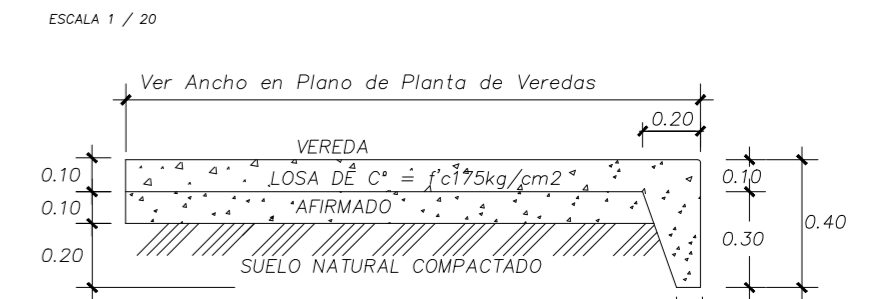 ESCALA 1 / 20
Ver Ancho en Plano de Planta de Veredas
0.20
VEREDA
0.10
LOSA DE Cº = f'c175kg/cm2
0.10
0.10
AFIRMADO
0.40
0.30
0.20
SUELO NATURAL COMPACTADO